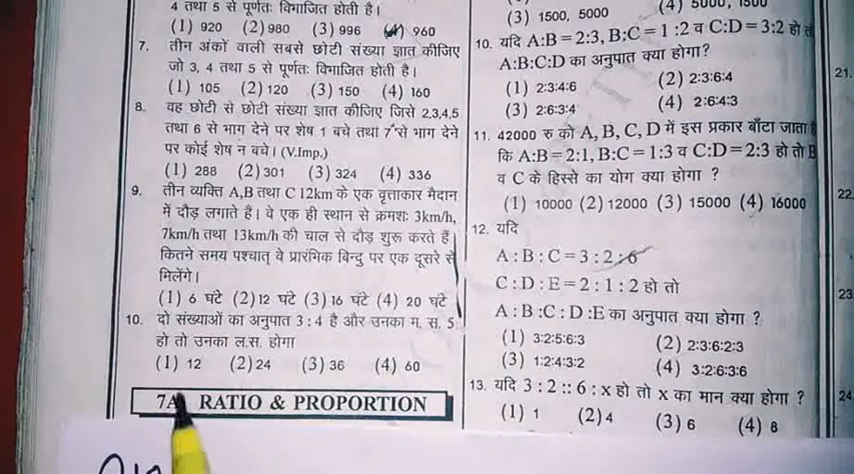 4 तथा 5 से पूर्णतः विभाजित होती है।
(1) 920 (2) 980 (3) 996 960
7. तीन अंकों वाली सबसे छोटी संख्या ज्ञात कीजिए
जो 3, 4 तथा 5 से पूर्णतः विभाजित होती है।
(1) 105 (2) 120 (3) 150 (4) 160
8. वह छोटी से छोटी संख्या ज्ञात कीजिए जिसे 2,3,4,5
तथा 6 से भाग देने पर शेष 1 बचे तथा 7 से भाग देने
पर कोई शेष न बचे। (V.Imp.)
(1) 288 (2) 301 (3) 324 (4) 336
9. तीन व्यक्ति A,B तथा C 12km के एक वृत्ताकार मैदान
में दौड़ लगाते हैं। वे एक ही स्थान से क्रमशः 3km/h,
7km/h तथा 13km/h की चाल से दौड़ शुरू करते हैं।
कितने समय पश्चात् वे प्रारंभिक बिन्दु पर एक दूसरे से
मिलेंगे।
(1) 6 घंटे (2) 12 घंटे (3) 16 घंटे (4) 20 घंटे
10. दो संख्याओं का अनुपात 3 : 4 है और उनका म. स. 5
हो तो उनका ल.स. होगा
(1) 12 (2) 24 (3) 36 (4) 60
7A RATIO & PROPORTION
(3) 1500, 5000 (4) 5000, 1500
10. यदि A:B = 2:3, B:C = 1 :2 व C:D = 3:2 हो तो
A:B:C:D का अनुपात क्या होगा?
(1) 2:3:4:6 (2) 2:3:6:4
(3) 2:6:3:4 (4) 2:6:4:3
11. 42000 रु को A, B, C, D में इस प्रकार बाँटा जाता
कि A:B = 2:1, B:C = 1:3 व C:D = 2:3 हो तो B
व C के हिस्से का योग क्या होगा ?
(1) 10000 (2) 12000 (3) 15000 (4) 16000
12. यदि
A : B : C = 3 : 2 : 6
C : D : E = 2 : 1 : 2 हो तो
A : B :C : D :E का अनुपात क्या होगा ?
(1) 3:2:5:6:3 (2) 2:3:6:2:3
(3) 1:2:4:3:2 (4) 3:2:6:3:6
13. यदि 3 : 2 :: 6 : x हो तो x का मान क्या होगा ?
(1) 1 (2) 4 (3) 6 (4) 8
21.
22.
23
24